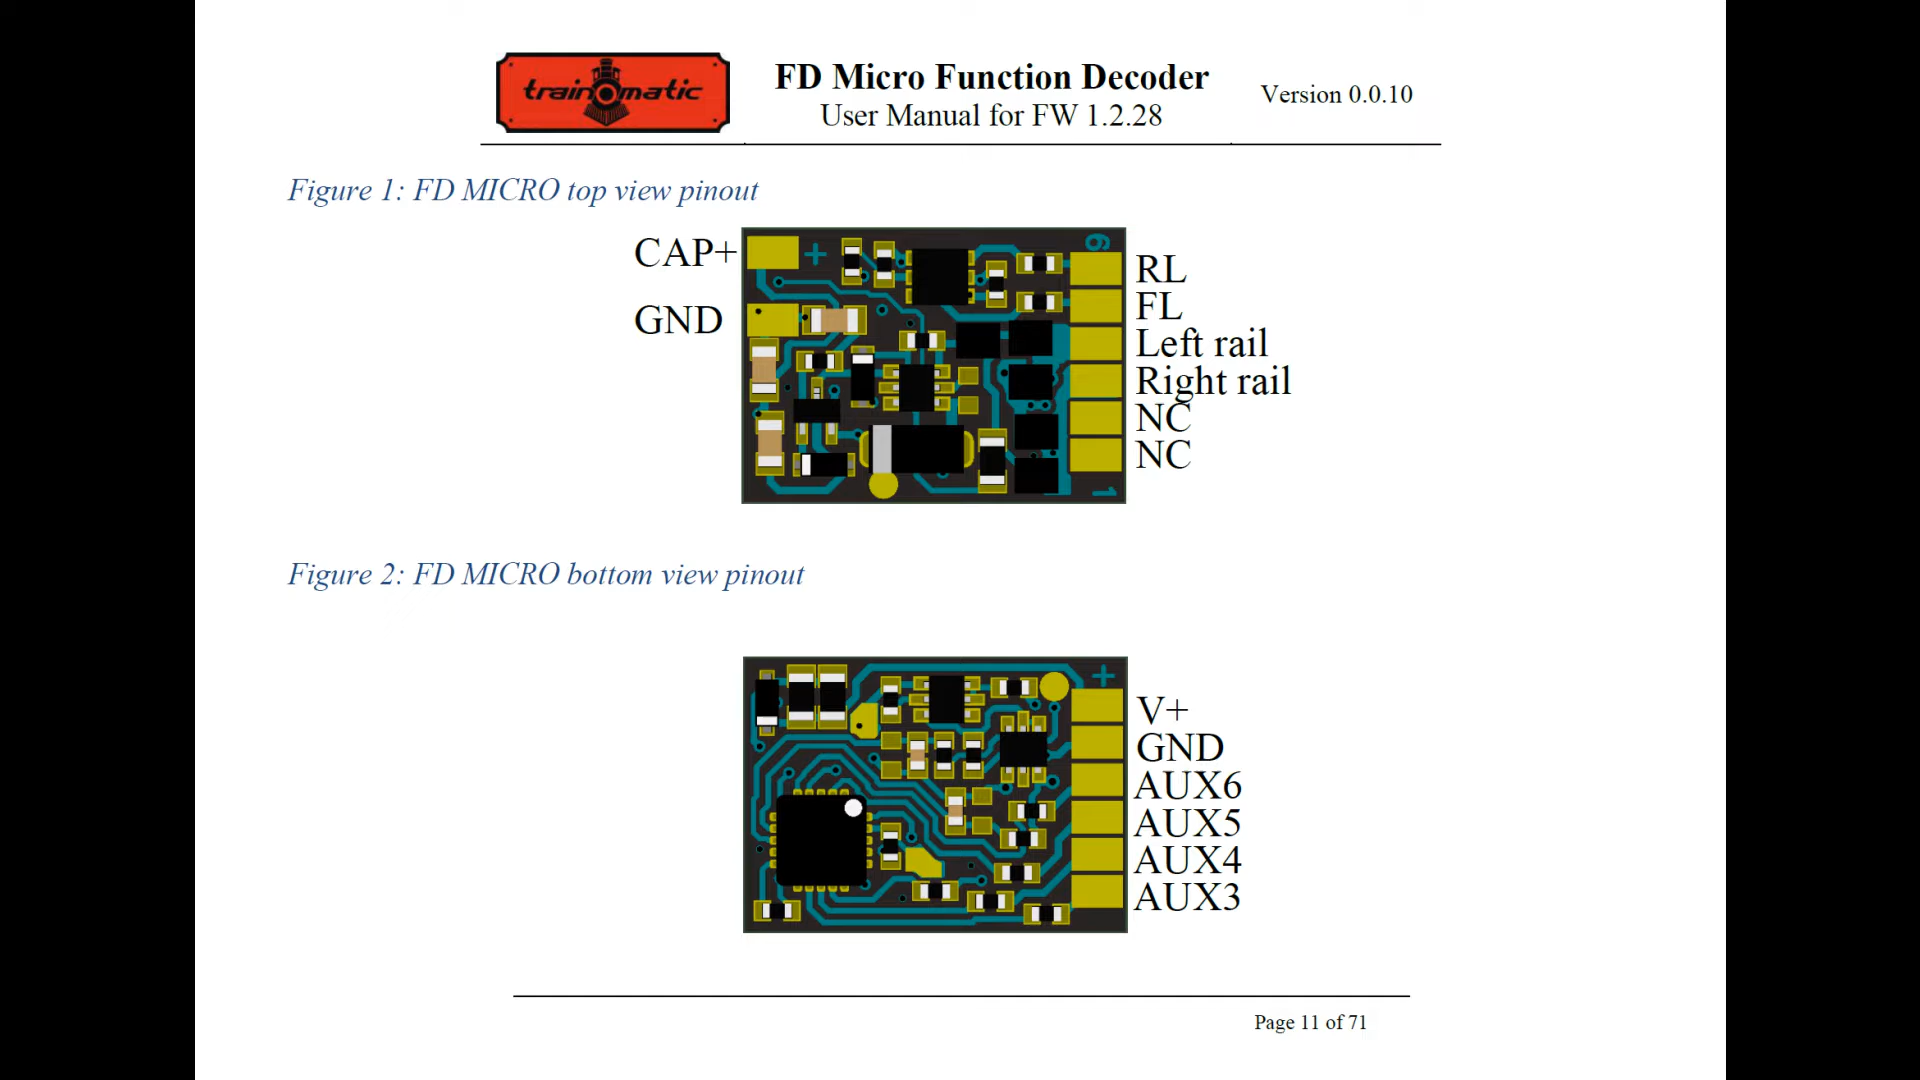 train matic
FD Micro Function Decoder
User Manual for FW 1.2.28
Version 0.0.10
Figure 1: FD MICRO top view pinout
CAP+
GND
+
6
RL
FL
Left rail
Right rail
NC
NC
1
Figure 2: FD MICRO bottom view pinout
+
V+
GND
AUX6
AUX5
AUX4
AUX3
Page 11 of 71